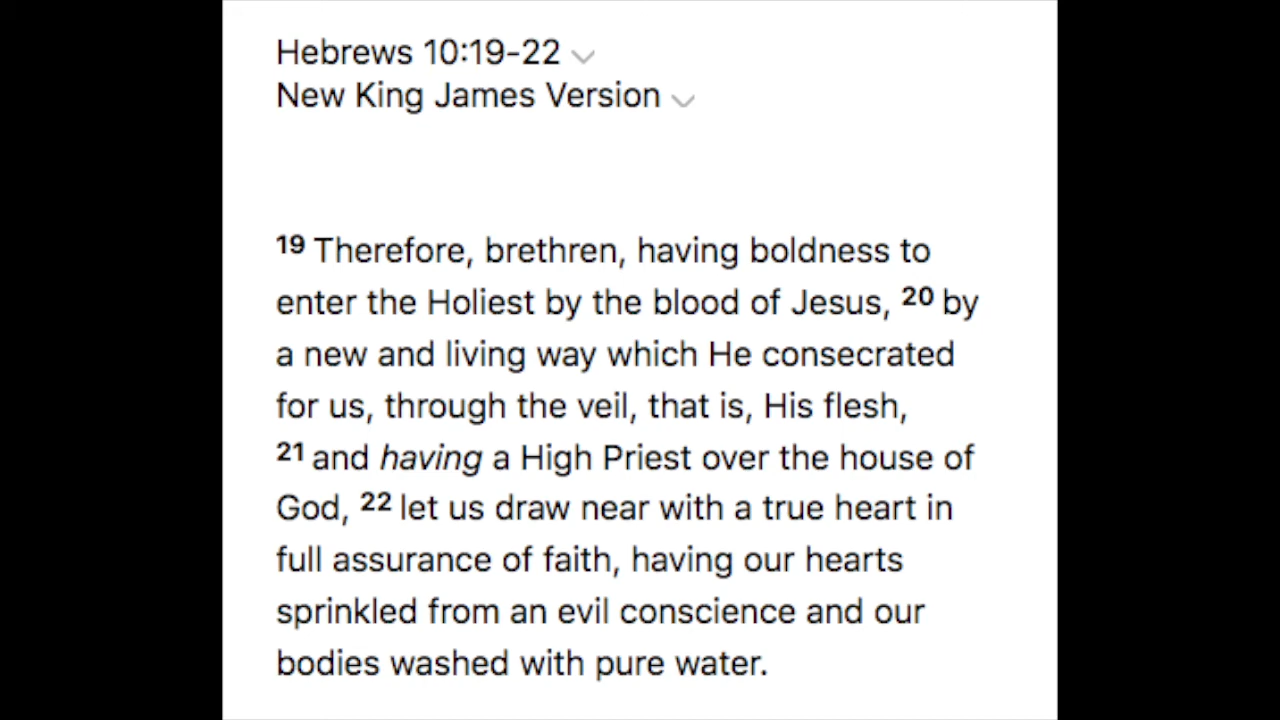 Hebrews 10:19-22
New King James Version
19 Therefore, brethren, having boldness to
enter the Holiest by the blood of Jesus, 20 by
a new and living way which He consecrated
for us, through the veil, that is, His flesh,
21 and having a High Priest over the house of
God, 22 let us draw near with a true heart in
full assurance of faith, having our hearts
sprinkled from an evil conscience and our
bodies washed with pure water.